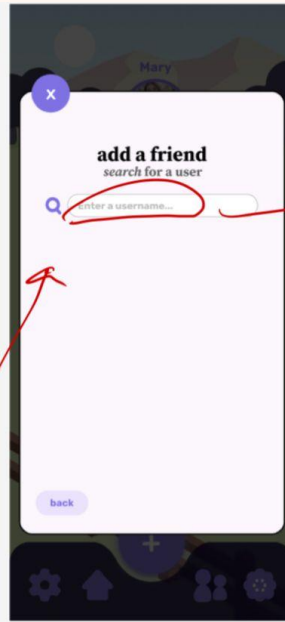 Mary
x
add a friend
search for a user
Enter a username...
back
+